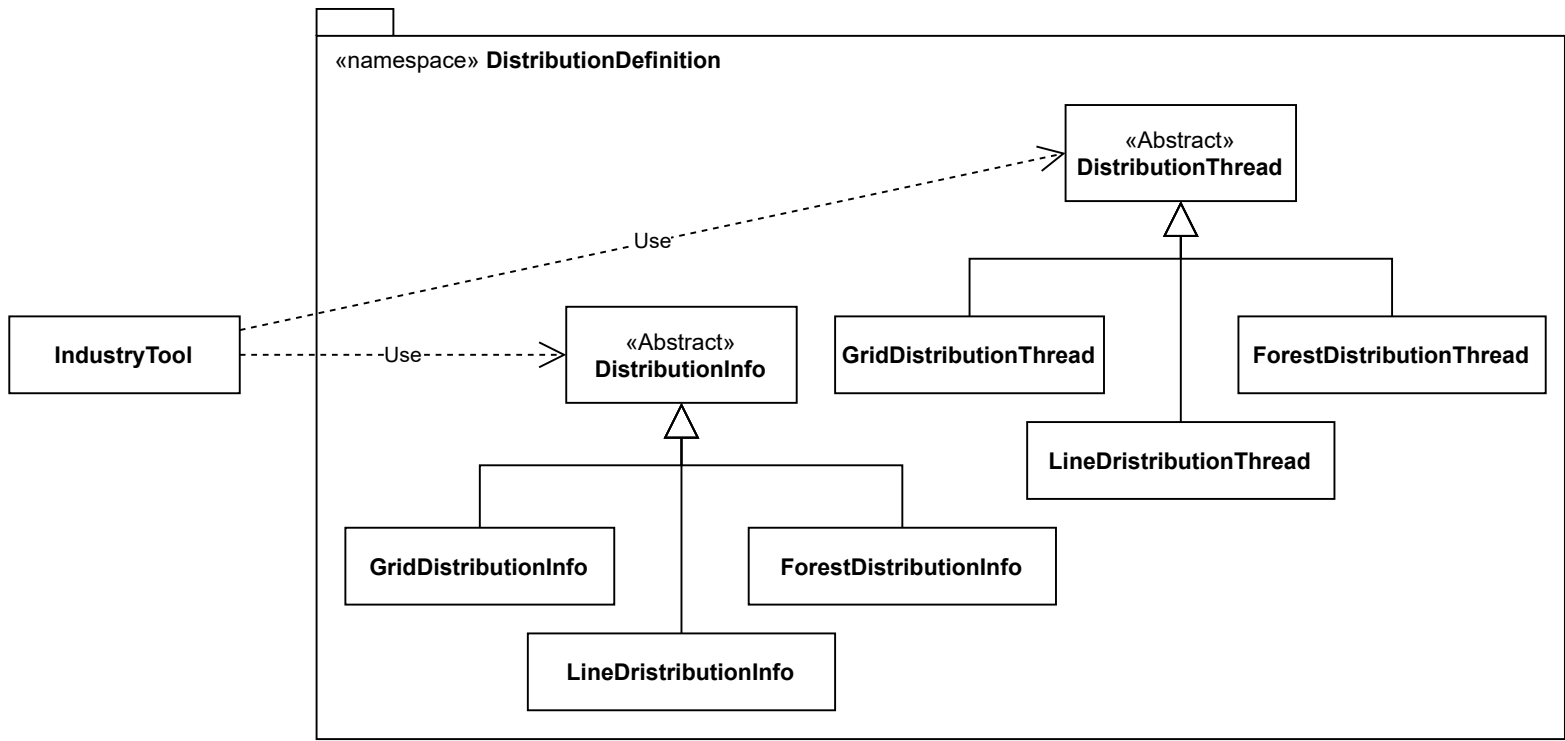 «namespace» DistributionDefinition
«Abstract»
DistributionThread
Use
IndustryTool
Use
«Abstract»
DistributionInfo
GridDistributionThread
ForestDistributionThread
LineDristributionThread
GridDistributionInfo
ForestDistributionInfo
LineDristributionInfo